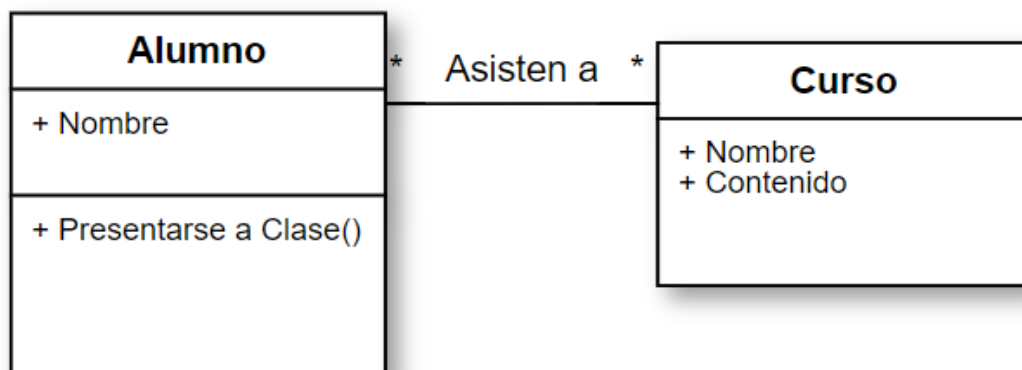 Alumno
+ Nombre
+ Presentarse a Clase()
* Asisten a *
Curso
+ Nombre
+ Contenido